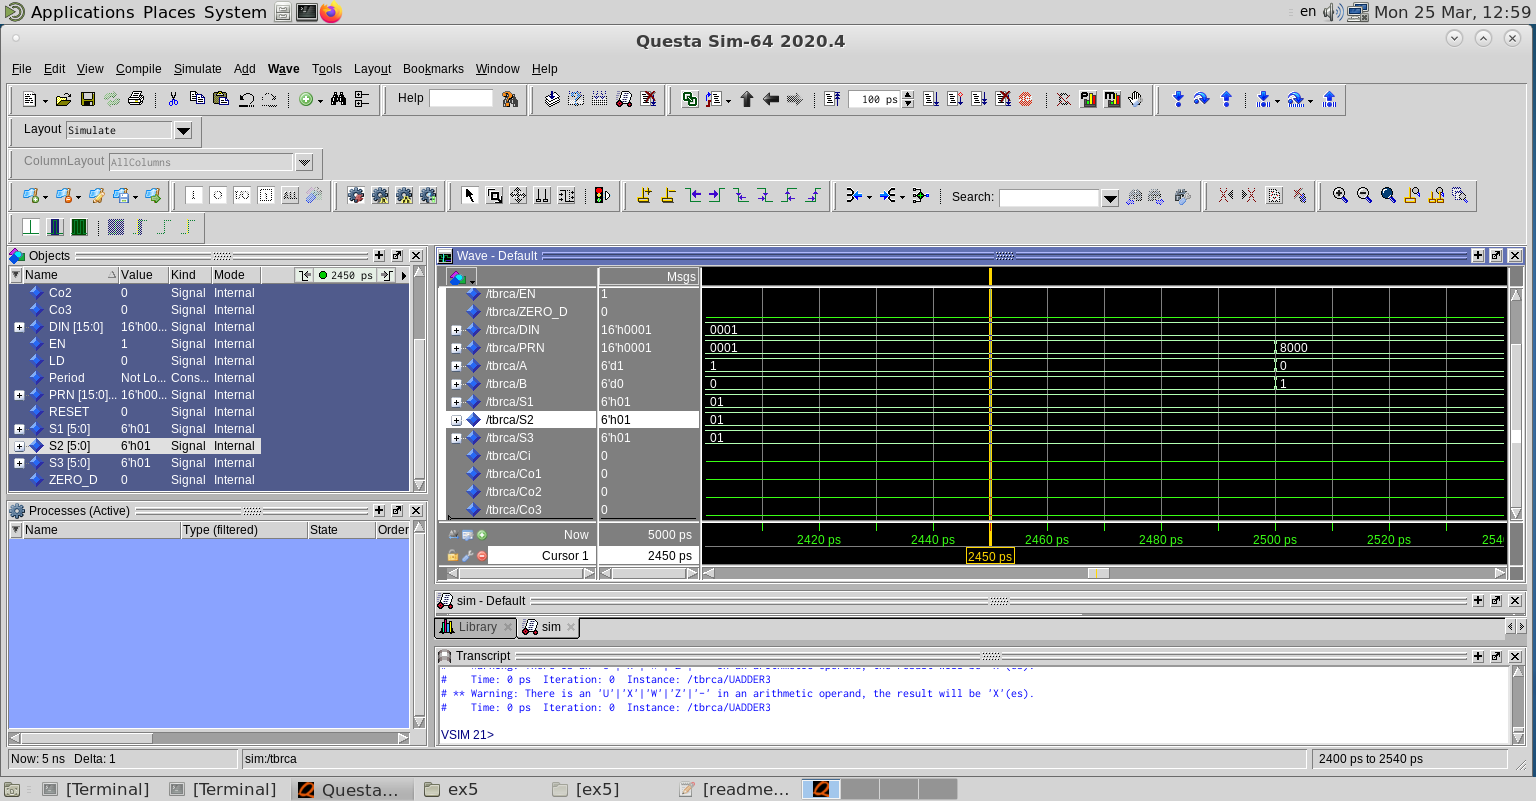 Applications Places System en Mon 25 Mar, 12:59
Questa Sim-64 2020.4
File Edit View Compile Simulate Add Wave Tools Layout Bookmarks Window Help
Help 100 ps
Layout Simulate
ColumnLayout AllColumns
Search:
Objects
Name Value Kind Mode 2450 ps
Co2 0 Signal Internal
Co3 0 Signal Internal
DIN [15:0] 16'h00... Signal Internal
EN 1 Signal Internal
LD 0 Signal Internal
Period Not Lo... Cons... Internal
PRN [15:0]... 16'h00... Signal Internal
RESET 0 Signal Internal
S1 [5:0] 6'h01 Signal Internal
S2 [5:0] 6'h01 Signal Internal
S3 [5:0] 6'h01 Signal Internal
ZERO_D 0 Signal Internal
Processes (Active)
Name Type (filtered) State Order
Wave - Default
Msgs
/tbrca/EN 1
/tbrca/ZERO_D 0
/tbrca/DIN 16'h0001 0001
/tbrca/PRN 16'h0001 0001 8000
/tbrca/A 6'd1 1 0
/tbrca/B 6'd0 0 1
/tbrca/S1 6'h01 01
/tbrca/S2 6'h01 01
/tbrca/S3 6'h01 01
/tbrca/Ci 0
/tbrca/Co1 0
/tbrca/Co2 0
/tbrca/Co3 0
Now 5000 ps 2420 ps 2440 ps 2460 ps 2480 ps 2500 ps 2520 ps 254
Cursor 1 2450 ps 2450 ps
sim - Default
Library sim
Transcript
# Time: 0 ps Iteration: 0 Instance: /tbrca/UADDER3
# ** Warning: There is an 'U'|'X'|'W'|'Z'|'-' in an arithmetic operand, the result will be 'X'(es).
# Time: 0 ps Iteration: 0 Instance: /tbrca/UADDER3
VSIM 21>
Now: 5 ns Delta: 1 sim:/tbrca 2400 ps to 2540 ps
[Terminal] [Terminal] Questa... ex5 [ex5] [readme...